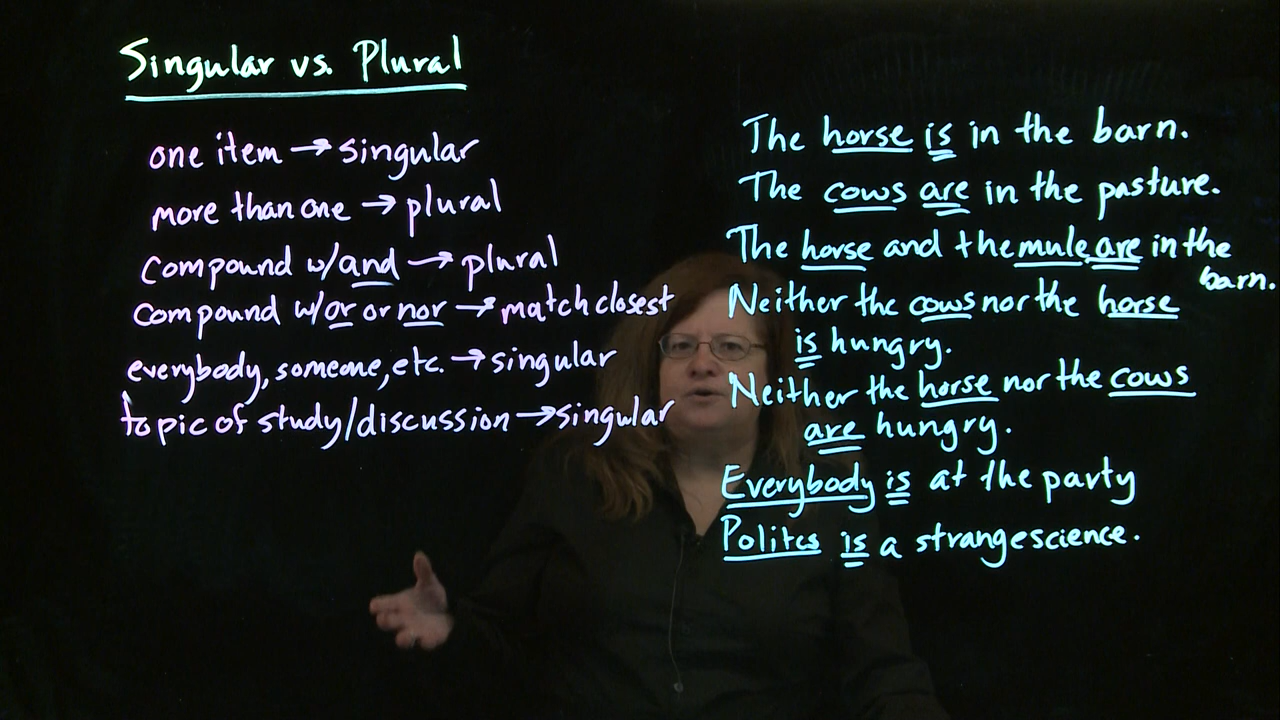 Singular vs. Plural
one item → singular
more than one → plural
compound w/and → plural
compound w/or or nor → match closest
everybody, someone, etc. → singular
topic of study/discussion → singular
The horse is in the barn.
The cows are in the pasture.
The horse and the mule are in the
barn.
Neither the cows nor the horse
is hungry.
Neither the horse nor the cows
are hungry.
Everybody is at the party
Politcs is a strange science.